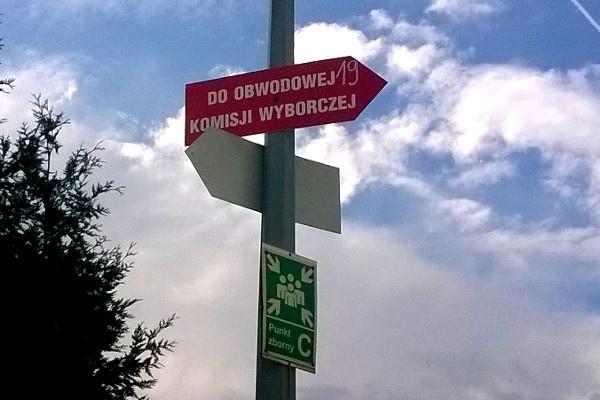 DO OBWODOWEJ 19
KOMISJI WYBORCZEJ
Punkt
zborny C